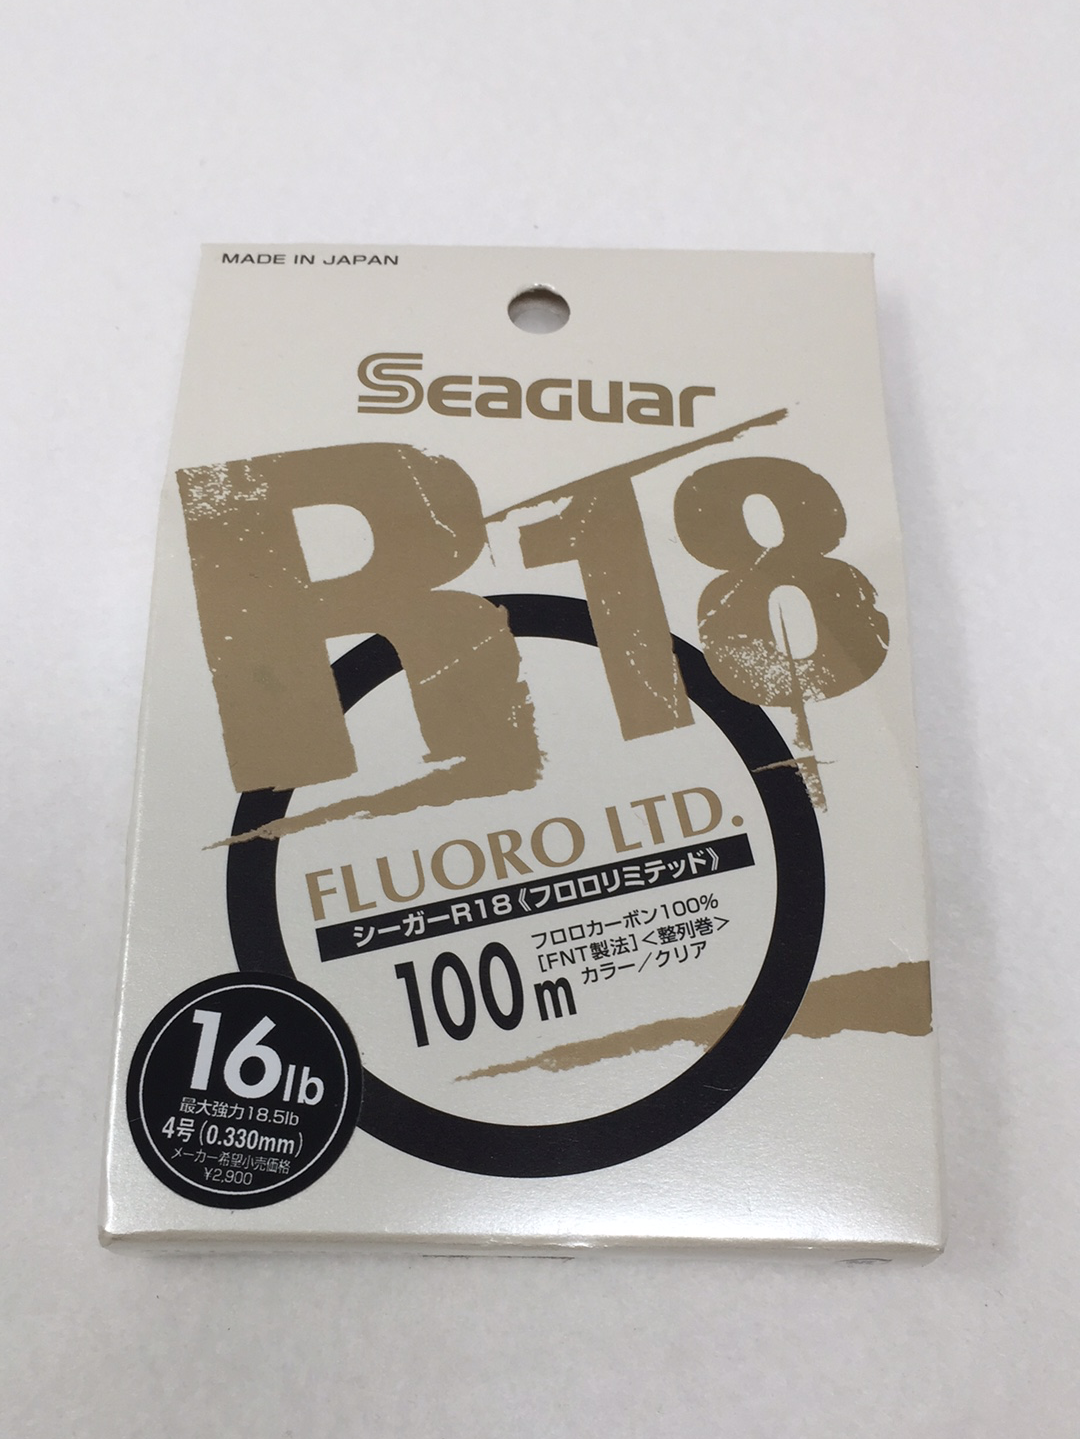 MADE IN JAPAN
Seaguar
R18
FLUORO LTD.
シーガーR18《フロロリミテッド》
100m
フロロカーボン100%
[FNT製法]<整列巻>
カラー/クリア
16lb
最大強力18.5lb
4号(0.330mm)
メーカー希望小売価格
¥2,900